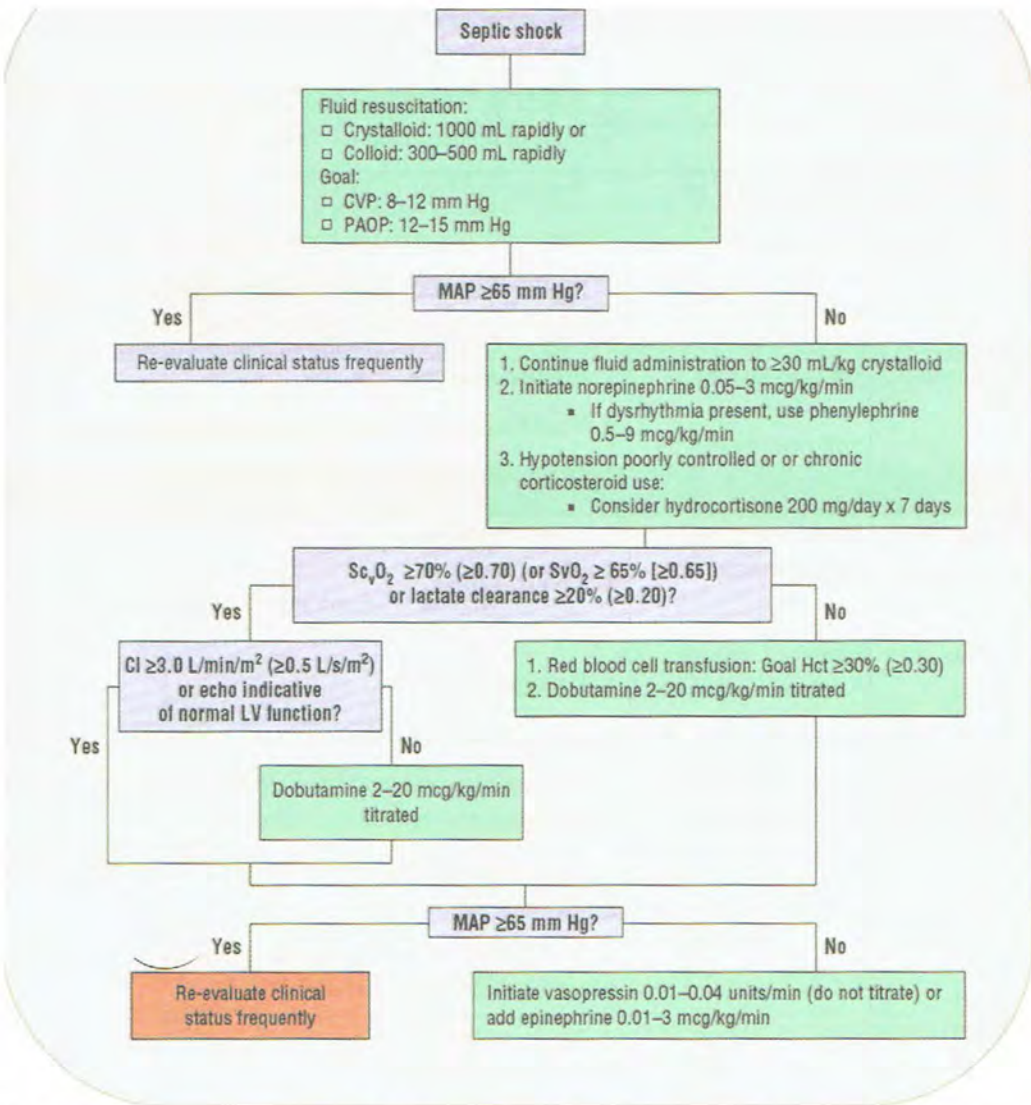 Septic shock
Fluid resuscitation:
□ Crystalloid: 1000 mL rapidly or
□ Colloid: 300–500 mL rapidly
Goal:
□ CVP: 8–12 mm Hg
□ PAOP: 12–15 mm Hg
MAP ≥65 mm Hg?
Yes
No
Re-evaluate clinical status frequently
1. Continue fluid administration to ≥30 mL/kg crystalloid
2. Initiate norepinephrine 0.05–3 mcg/kg/min
▪ If dysrhythmia present, use phenylephrine
0.5–9 mcg/kg/min
3. Hypotension poorly controlled or or chronic
corticosteroid use:
▪ Consider hydrocortisone 200 mg/day x 7 days
ScᵥO₂ ≥70% (≥0.70) (or SvO₂ ≥ 65% [≥0.65])
or lactate clearance ≥20% (≥0.20)?
Yes
No
CI ≥3.0 L/min/m² (≥0.5 L/s/m²)
or echo indicative
of normal LV function?
1. Red blood cell transfusion: Goal Hct ≥30% (≥0.30)
2. Dobutamine 2–20 mcg/kg/min titrated
Yes
No
Dobutamine 2–20 mcg/kg/min
titrated
MAP ≥65 mm Hg?
Yes
No
Re-evaluate clinical
status frequently
Initiate vasopressin 0.01–0.04 units/min (do not titrate) or
add epinephrine 0.01–3 mcg/kg/min